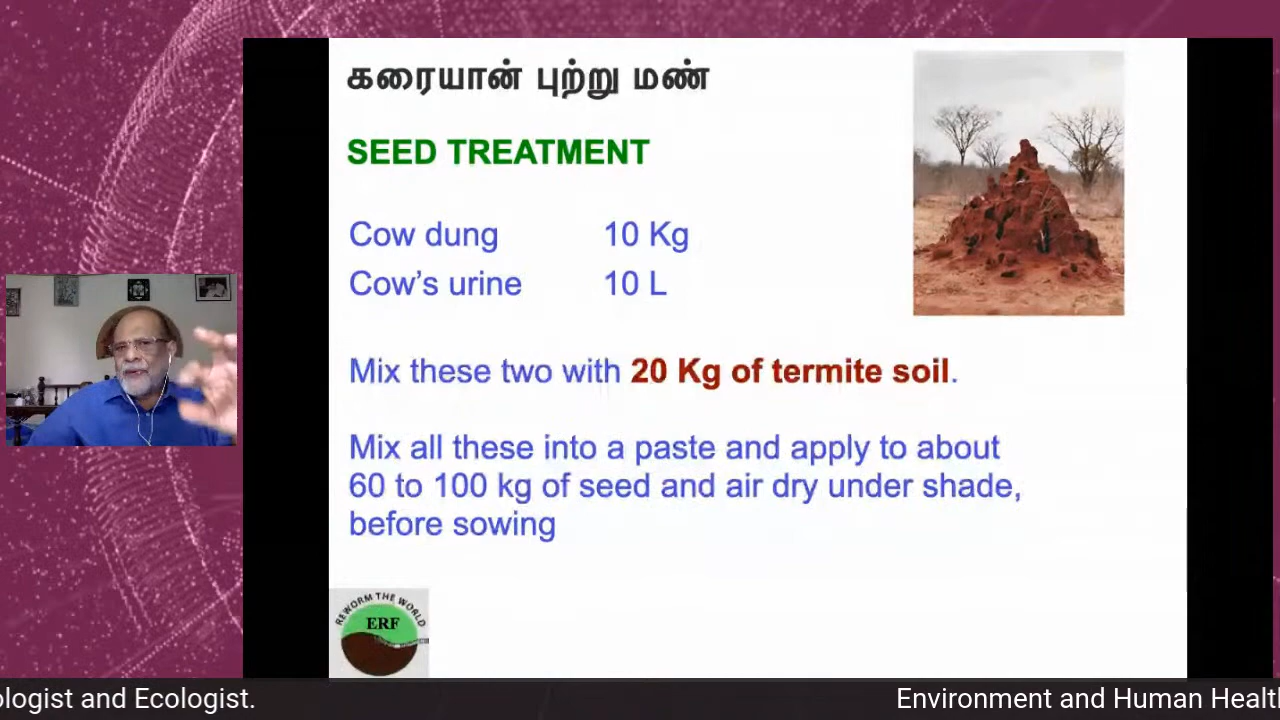 கரையான் புற்று மண்
SEED TREATMENT
Cow dung 10 Kg
Cow's urine 10 L
Mix these two with 20 Kg of termite soil.
Mix all these into a paste and apply to about
60 to 100 kg of seed and air dry under shade,
before sowing
REWORM THE WORLD
ERF
ologist and Ecologist. Environment and Human Healt